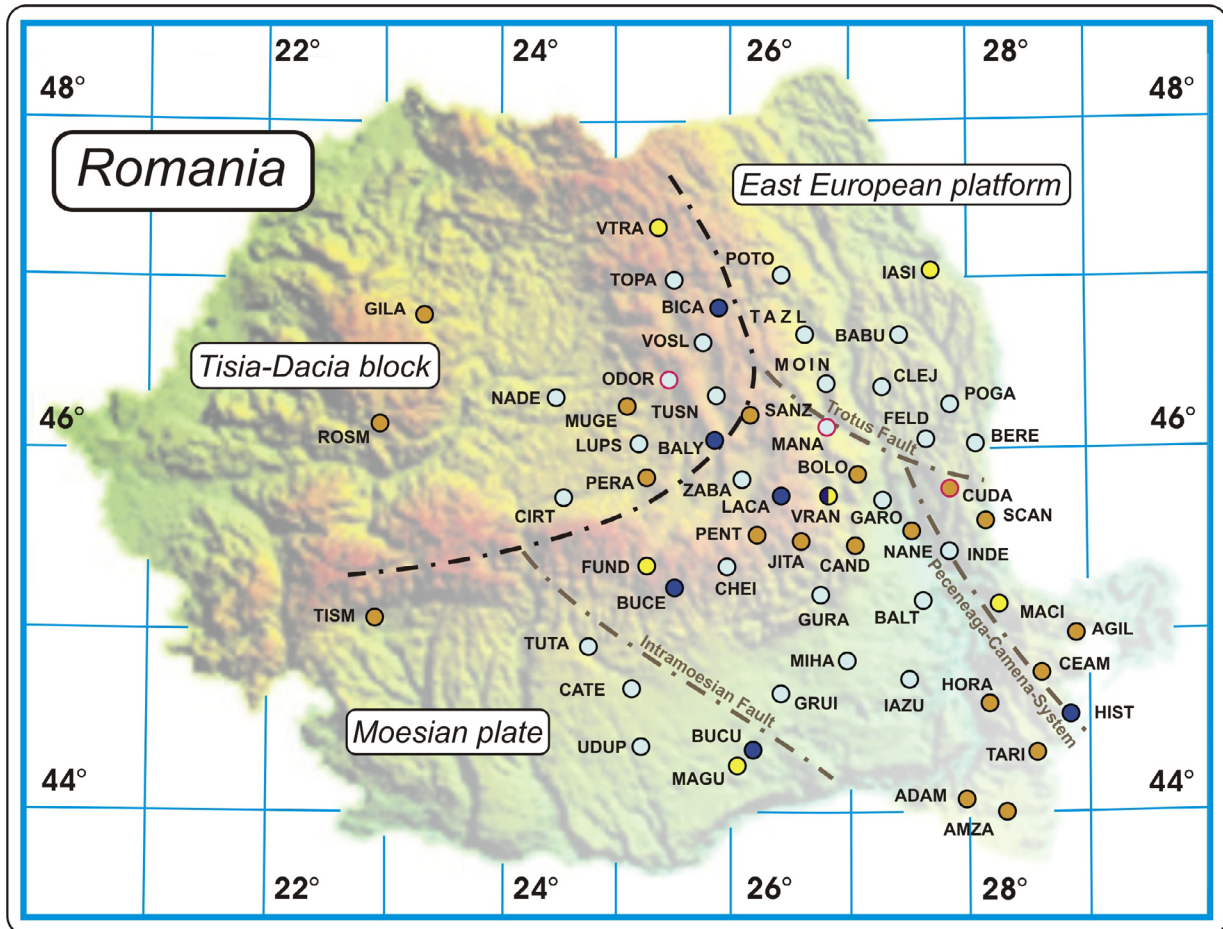 22°
24°
26°
28°
48°
48°
Romania
East European platform
VTRA
POTO
IASI
TOPA
BICA
GILA
TAZL
BABU
VOSL
Tisia-Dacia block
MOIN
ODOR
CLEJ
NADE
POGA
MUGE
TUSN
SANZ
FELD
46°
46°
Trotus Fault
ROSM
LUPS
BALY
MANA
BERE
BOLO
PERA
ZABA
CUDA
LACA
VRAN
GARO
CIRT
SCAN
PENT
JITA
CAND
NANE
INDE
FUND
CHEI
BUCE
Peceneaga-Camena-System
MACI
TISM
GURA
BALT
AGIL
TUTA
MIHA
CEAM
Intramoesian Fault
CATE
HORA
GRUI
IAZU
HIST
Moesian plate
BUCU
UDUP
TARI
MAGU
44°
44°
ADAM
AMZA
22°
24°
26°
28°